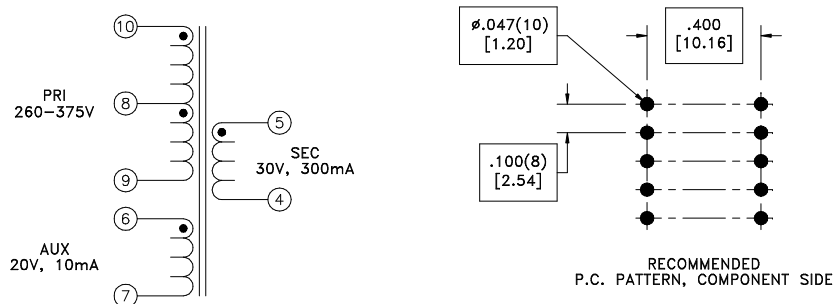 10
PRI
260-375V
8
9
5
SEC
30V, 300mA
4
6
AUX
20V, 10mA
7
ø.047(10)
[1.20]
.400
[10.16]
.100(8)
[2.54]
RECOMMENDED
P.C. PATTERN, COMPONENT SIDE